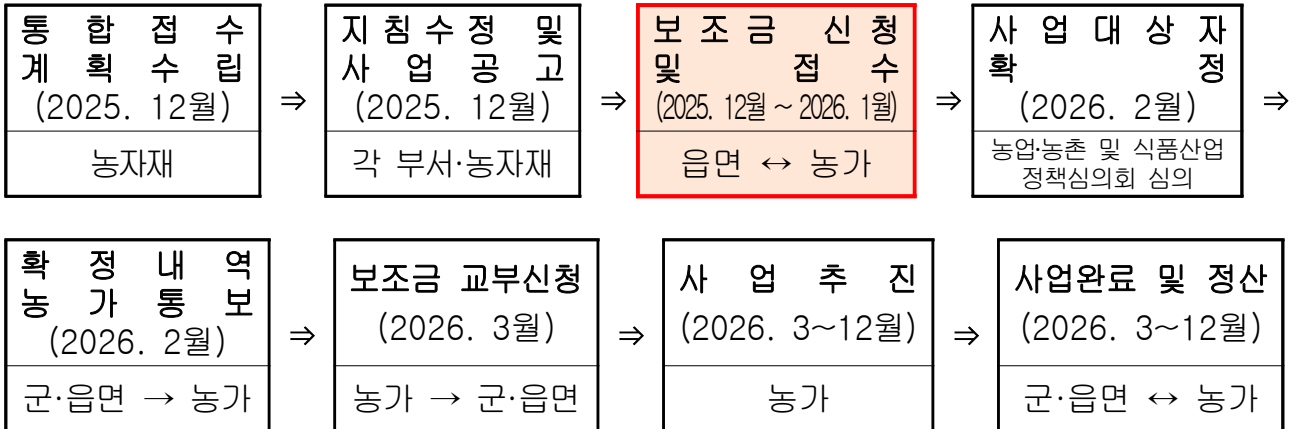 통합접수
계획수립
(2025. 12월)
농자재
⇒
지침수정 및
사업공고
(2025. 12월)
각 부서·농자재
⇒
보조금 신청
및 접수
(2025. 12월 ~ 2026. 1월)
읍면 ↔ 농가
⇒
사업대상자
확정
(2026. 2월)
농업·농촌 및 식품산업
정책심의회 심의
⇒
확정내역
농가통보
(2026. 2월)
군·읍면 → 농가
⇒
보조금 교부신청
(2026. 3월)
농가 → 군·읍면
⇒
사업추진
(2026. 3~12월)
농가
⇒
사업완료 및 정산
(2026. 3~12월)
군·읍면 ↔ 농가